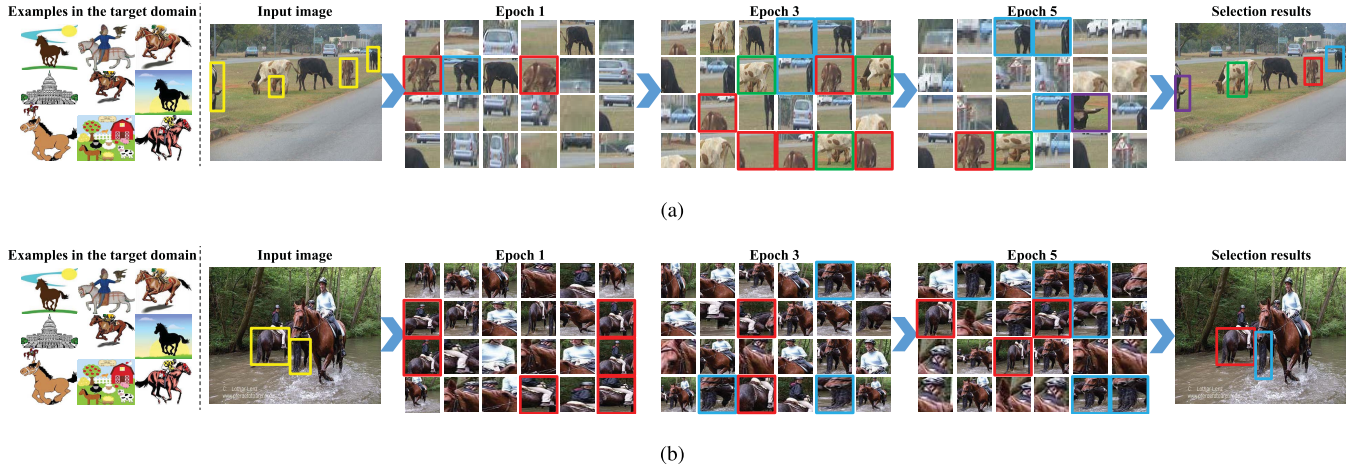 Examples in the target domain
Input image
Epoch 1
Epoch 3
Epoch 5
Selection results
(a)
Examples in the target domain
Input image
Epoch 1
Epoch 3
Epoch 5
Selection results
(b)